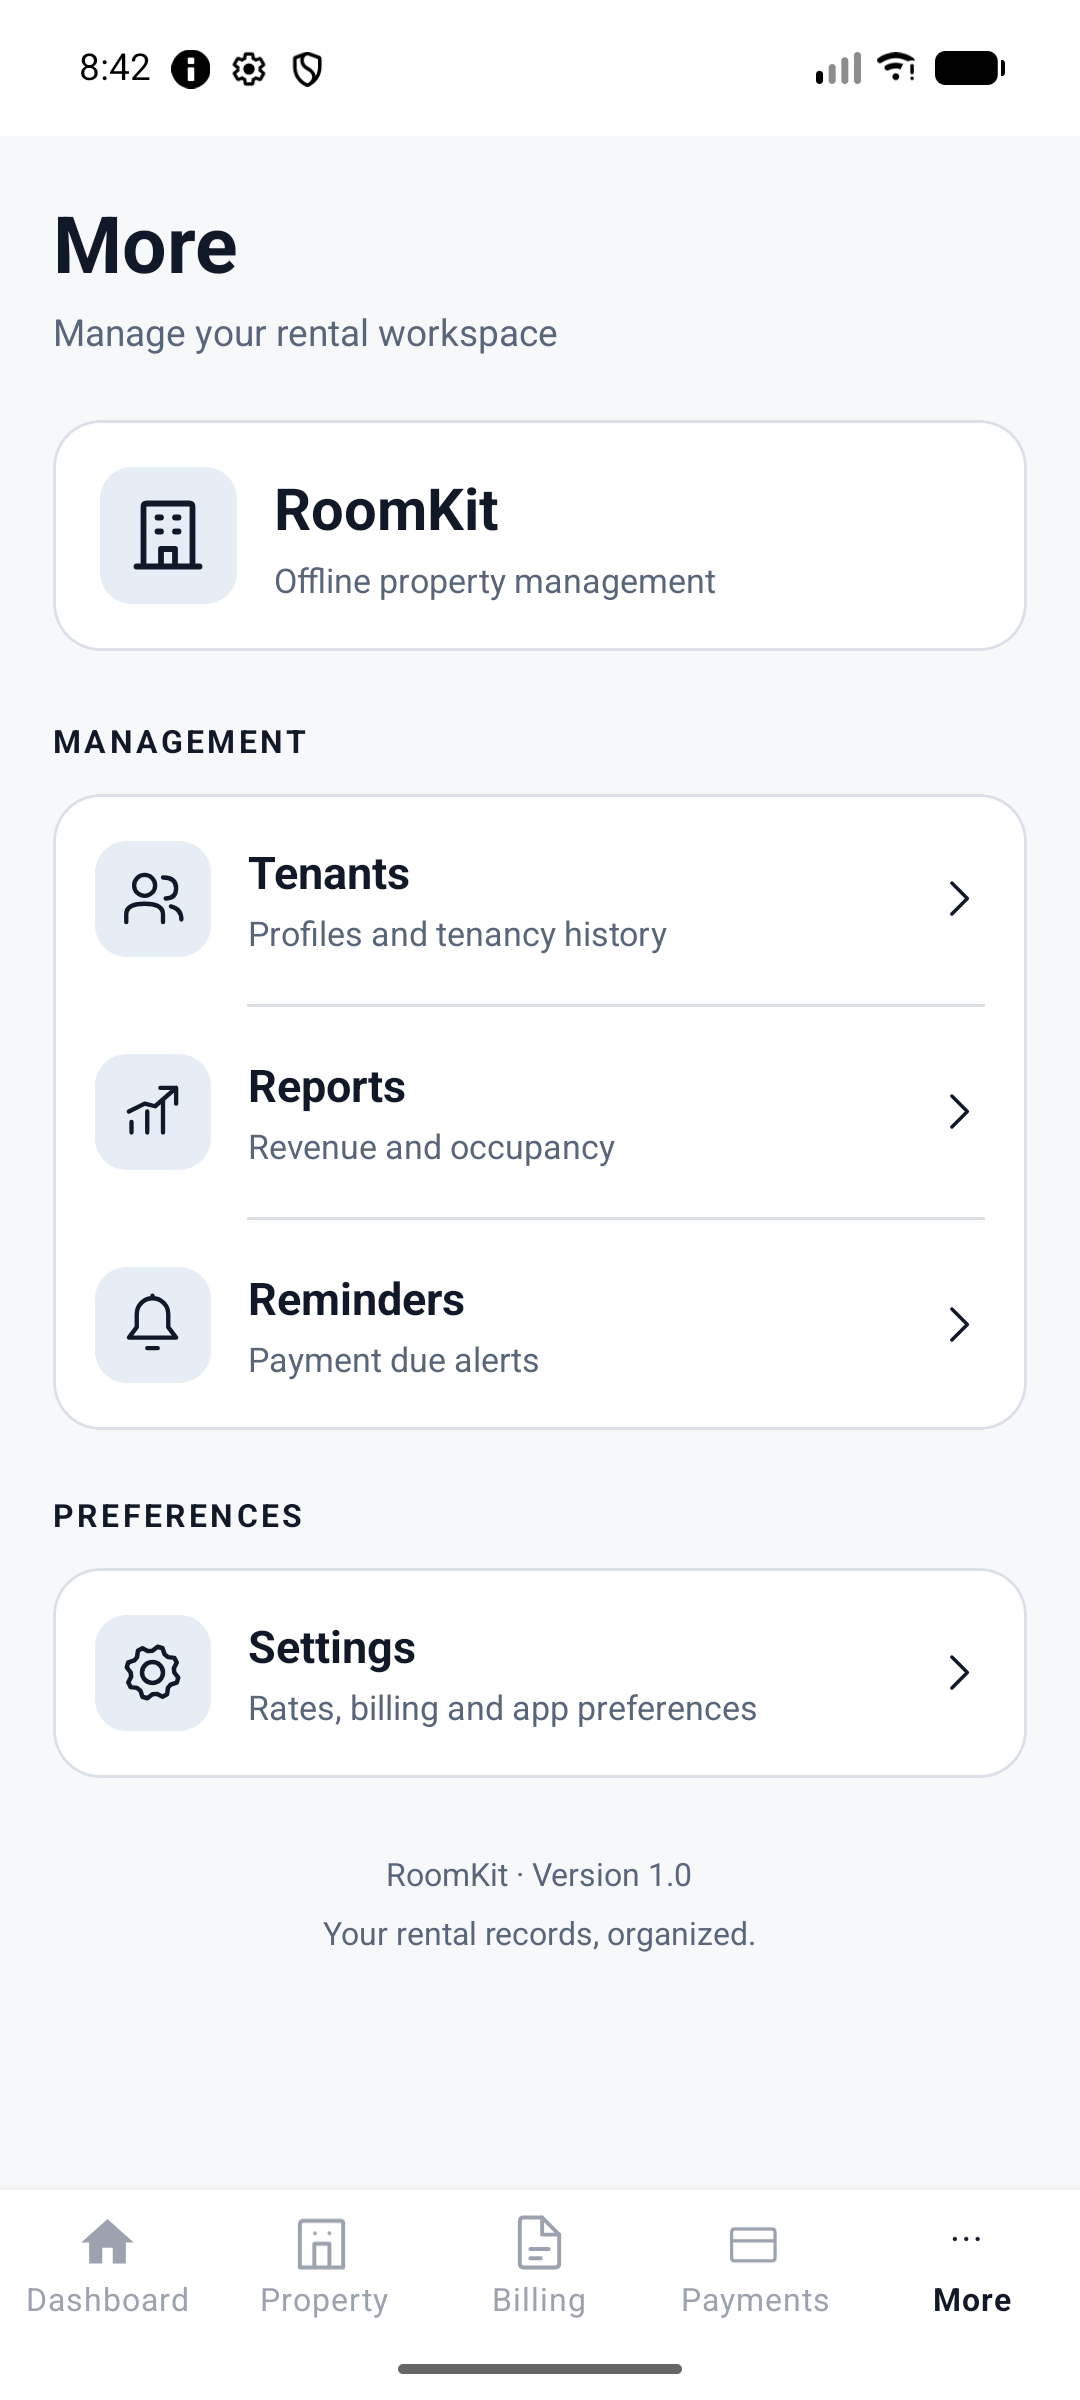 8:42
More
Manage your rental workspace
RoomKit
Offline property management
MANAGEMENT
Tenants
Profiles and tenancy history
Reports
Revenue and occupancy
Reminders
Payment due alerts
PREFERENCES
Settings
Rates, billing and app preferences
RoomKit · Version 1.0
Your rental records, organized.
Dashboard Property Billing Payments More